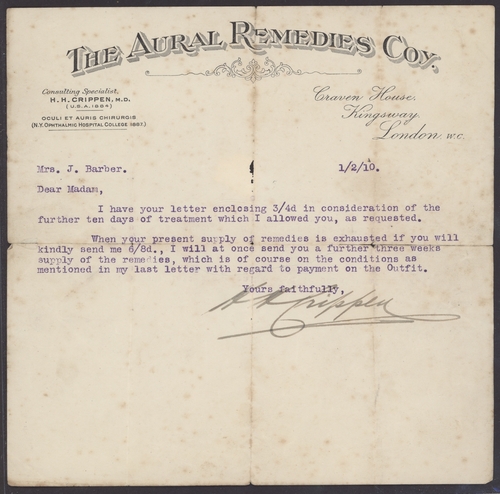 THE AURAL REMEDIES COY.
Consulting Specialist,
H. H. CRIPPEN, M.D.
(U.S.A. 1884)
OCULI ET AURIS CHIRURGIS
(N.Y. OPHTHALMIC HOSPITAL COLLEGE 1887.)
Craven House,
Kingsway,
London W.C.
Mrs. J. Barber. 1/2/10.
Dear Madam,
I have your letter enclosing 3/4d in consideration of the
further ten days of treatment which I allowed you, as requested.
When your present supply of remedies is exhausted if you will
kindly send me 6/8d., I will at once send you a further three weeks
supply of the remedies, which is of course on the conditions as
mentioned in my last letter with regard to payment on the Outfit.
Yours faithfully,
H H Crippen